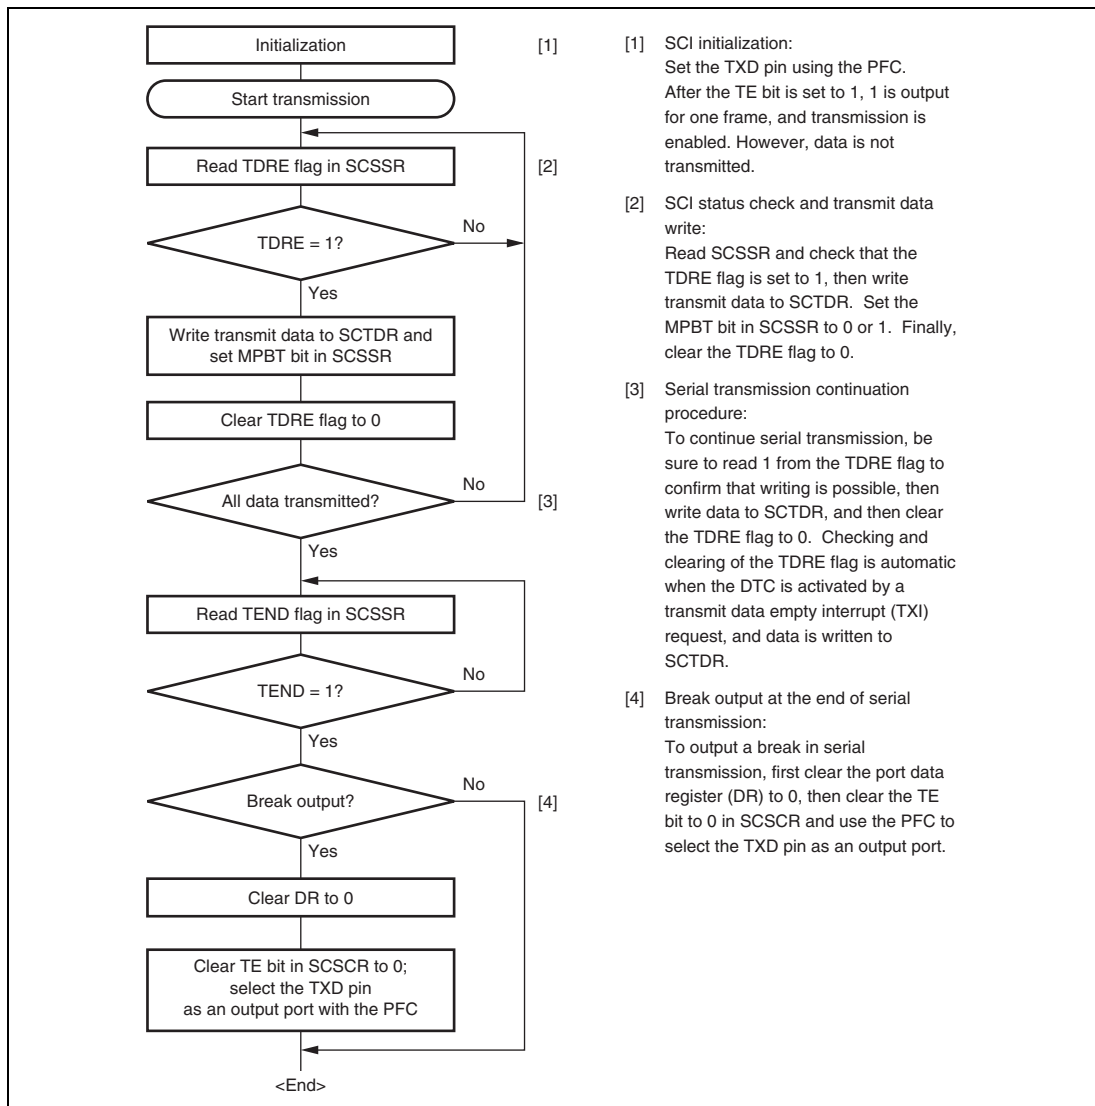 Initialization
[1]
Start transmission
Read TDRE flag in SCSSR
[2]
TDRE = 1?
No
Yes
Write transmit data to SCTDR and
set MPBT bit in SCSSR
Clear TDRE flag to 0
All data transmitted?
No
[3]
Yes
Read TEND flag in SCSSR
TEND = 1?
No
Yes
Break output?
No
[4]
Yes
Clear DR to 0
Clear TE bit in SCSCR to 0;
select the TXD pin
as an output port with the PFC
<End>
[1] SCI initialization:
Set the TXD pin using the PFC.
After the TE bit is set to 1, 1 is output
for one frame, and transmission is
enabled. However, data is not
transmitted.
[2] SCI status check and transmit data
write:
Read SCSSR and check that the
TDRE flag is set to 1, then write
transmit data to SCTDR. Set the
MPBT bit in SCSSR to 0 or 1. Finally,
clear the TDRE flag to 0.
[3] Serial transmission continuation
procedure:
To continue serial transmission, be
sure to read 1 from the TDRE flag to
confirm that writing is possible, then
write data to SCTDR, and then clear
the TDRE flag to 0. Checking and
clearing of the TDRE flag is automatic
when the DTC is activated by a
transmit data empty interrupt (TXI)
request, and data is written to
SCTDR.
[4] Break output at the end of serial
transmission:
To output a break in serial
transmission, first clear the port data
register (DR) to 0, then clear the TE
bit to 0 in SCSCR and use the PFC to
select the TXD pin as an output port.